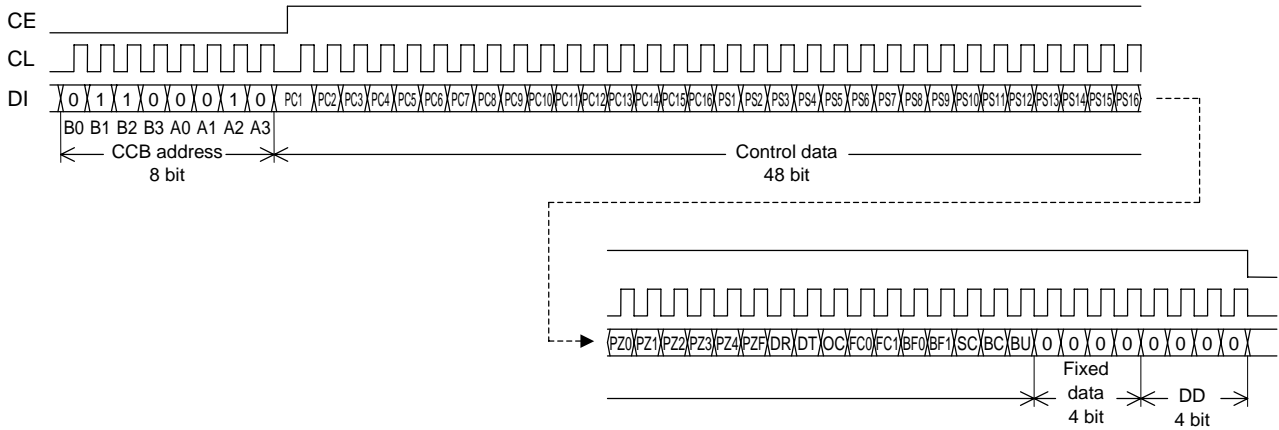 CE
CL
DI 0 1 1 0 0 0 1 0 PC1 PC2 PC3 PC4 PC5 PC6 PC7 PC8 PC9 PC10 PC11 PC12 PC13 PC14 PC15 PC16 PS1 PS2 PS3 PS4 PS5 PS6 PS7 PS8 PS9 PS10 PS11 PS12 PS13 PS14 PS15 PS16
B0 B1 B2 B3 A0 A1 A2 A3
CCB address
8 bit
Control data
48 bit
PZ0 PZ1 PZ2 PZ3 PZ4 PZF DR DT OC FC0 FC1 BF0 BF1 SC BC BU 0 0 0 0 0 0 0 0
Fixed
data
4 bit
DD
4 bit